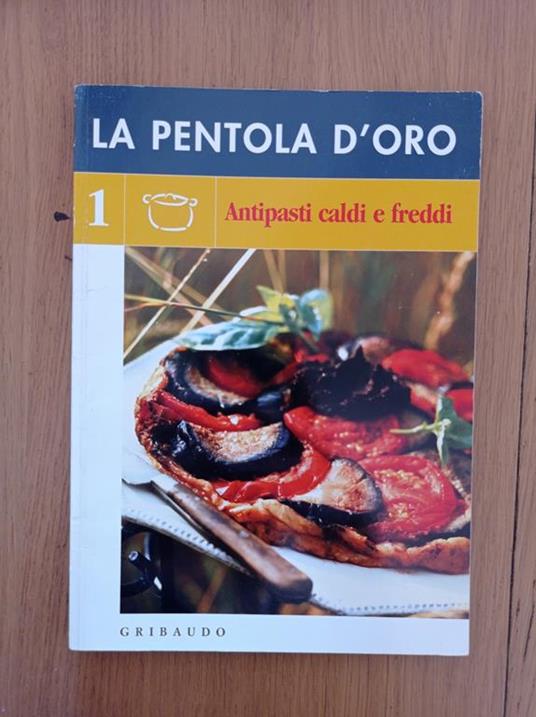 LA PENTOLA D'ORO
1
Antipasti caldi e freddi
GRIBAUDO